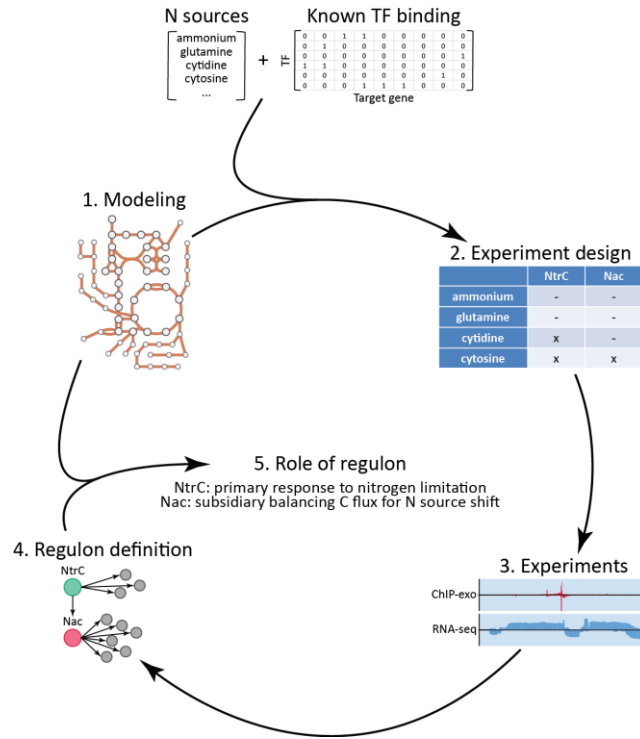 N sources
Known TF binding
ammonium
glutamine
cytidine
cytosine
...
+
TF
0 0 1 1 0 0 0 0 0
0 1 0 0 0 0 0 0 0
0 0 0 0 0 0 0 0 1
1 1 0 0 0 0 0 0 0
0 0 0 0 0 0 0 1 0
0 0 0 1 1 1 0 0 0
Target gene
1. Modeling
2. Experiment design
NtrC Nac
ammonium - -
glutamine - -
cytidine x -
cytosine x x
5. Role of regulon
NtrC: primary response to nitrogen limitation
Nac: subsidiary balancing C flux for N source shift
4. Regulon definition
NtrC
Nac
3. Experiments
ChIP-exo
RNA-seq